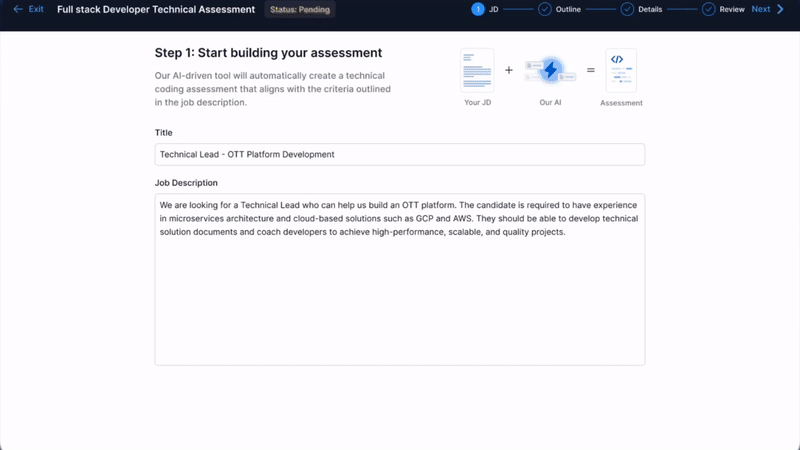 Exit Full stack Developer Technical Assessment Status: Pending 1 JD Outline Details Review Next
Step 1: Start building your assessment
Our AI-driven tool will automatically create a technical
coding assessment that aligns with the criteria outlined
in the job description.
+ =
Your JD Our AI Assessment
Title
Technical Lead - OTT Platform Development
Job Description
We are looking for a Technical Lead who can help us build an OTT platform. The candidate is required to have experience
in microservices architecture and cloud-based solutions such as GCP and AWS. They should be able to develop technical
solution documents and coach developers to achieve high-performance, scalable, and quality projects.